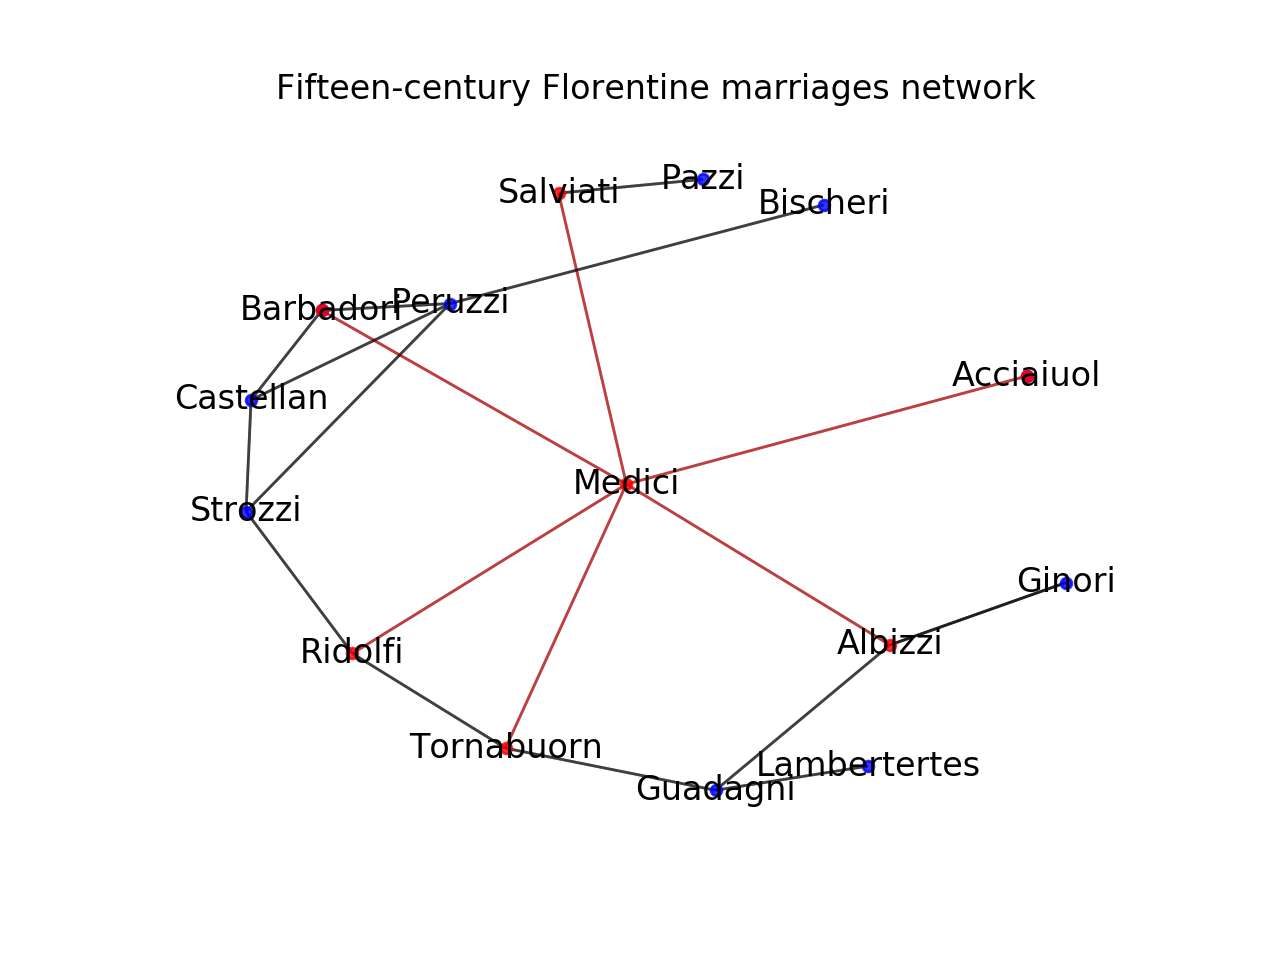 Fifteen-century Florentine marriages network
Pazzi
Salviati
Bischeri
Peruzzi
Barbadori
Acciaiuol
Castellan
Medici
Strozzi
Ginori
Albizzi
Ridolfi
Tornabuorn
Lambertertes
Guadagni